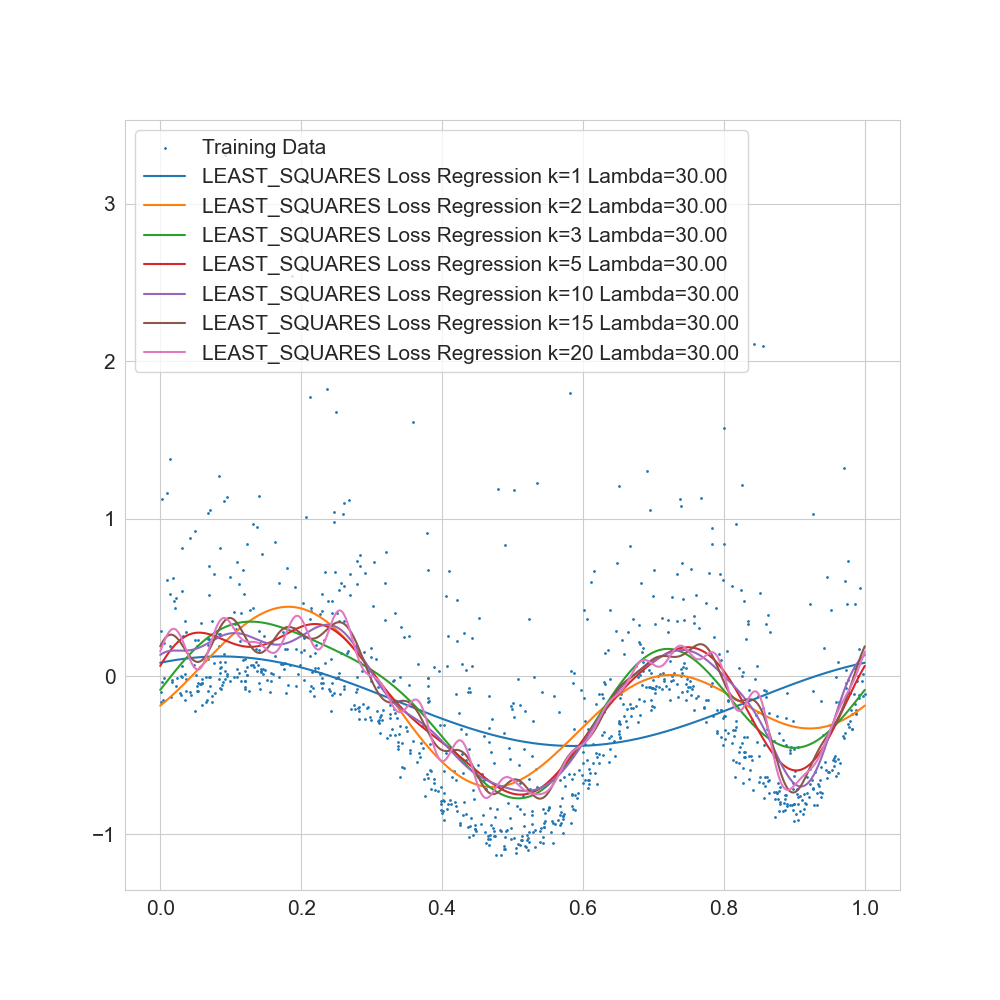 Training Data
LEAST_SQUARES Loss Regression k=1 Lambda=30.00
LEAST_SQUARES Loss Regression k=2 Lambda=30.00
LEAST_SQUARES Loss Regression k=3 Lambda=30.00
LEAST_SQUARES Loss Regression k=5 Lambda=30.00
LEAST_SQUARES Loss Regression k=10 Lambda=30.00
LEAST_SQUARES Loss Regression k=15 Lambda=30.00
LEAST_SQUARES Loss Regression k=20 Lambda=30.00
3
2
1
0
−1
0.0 0.2 0.4 0.6 0.8 1.0